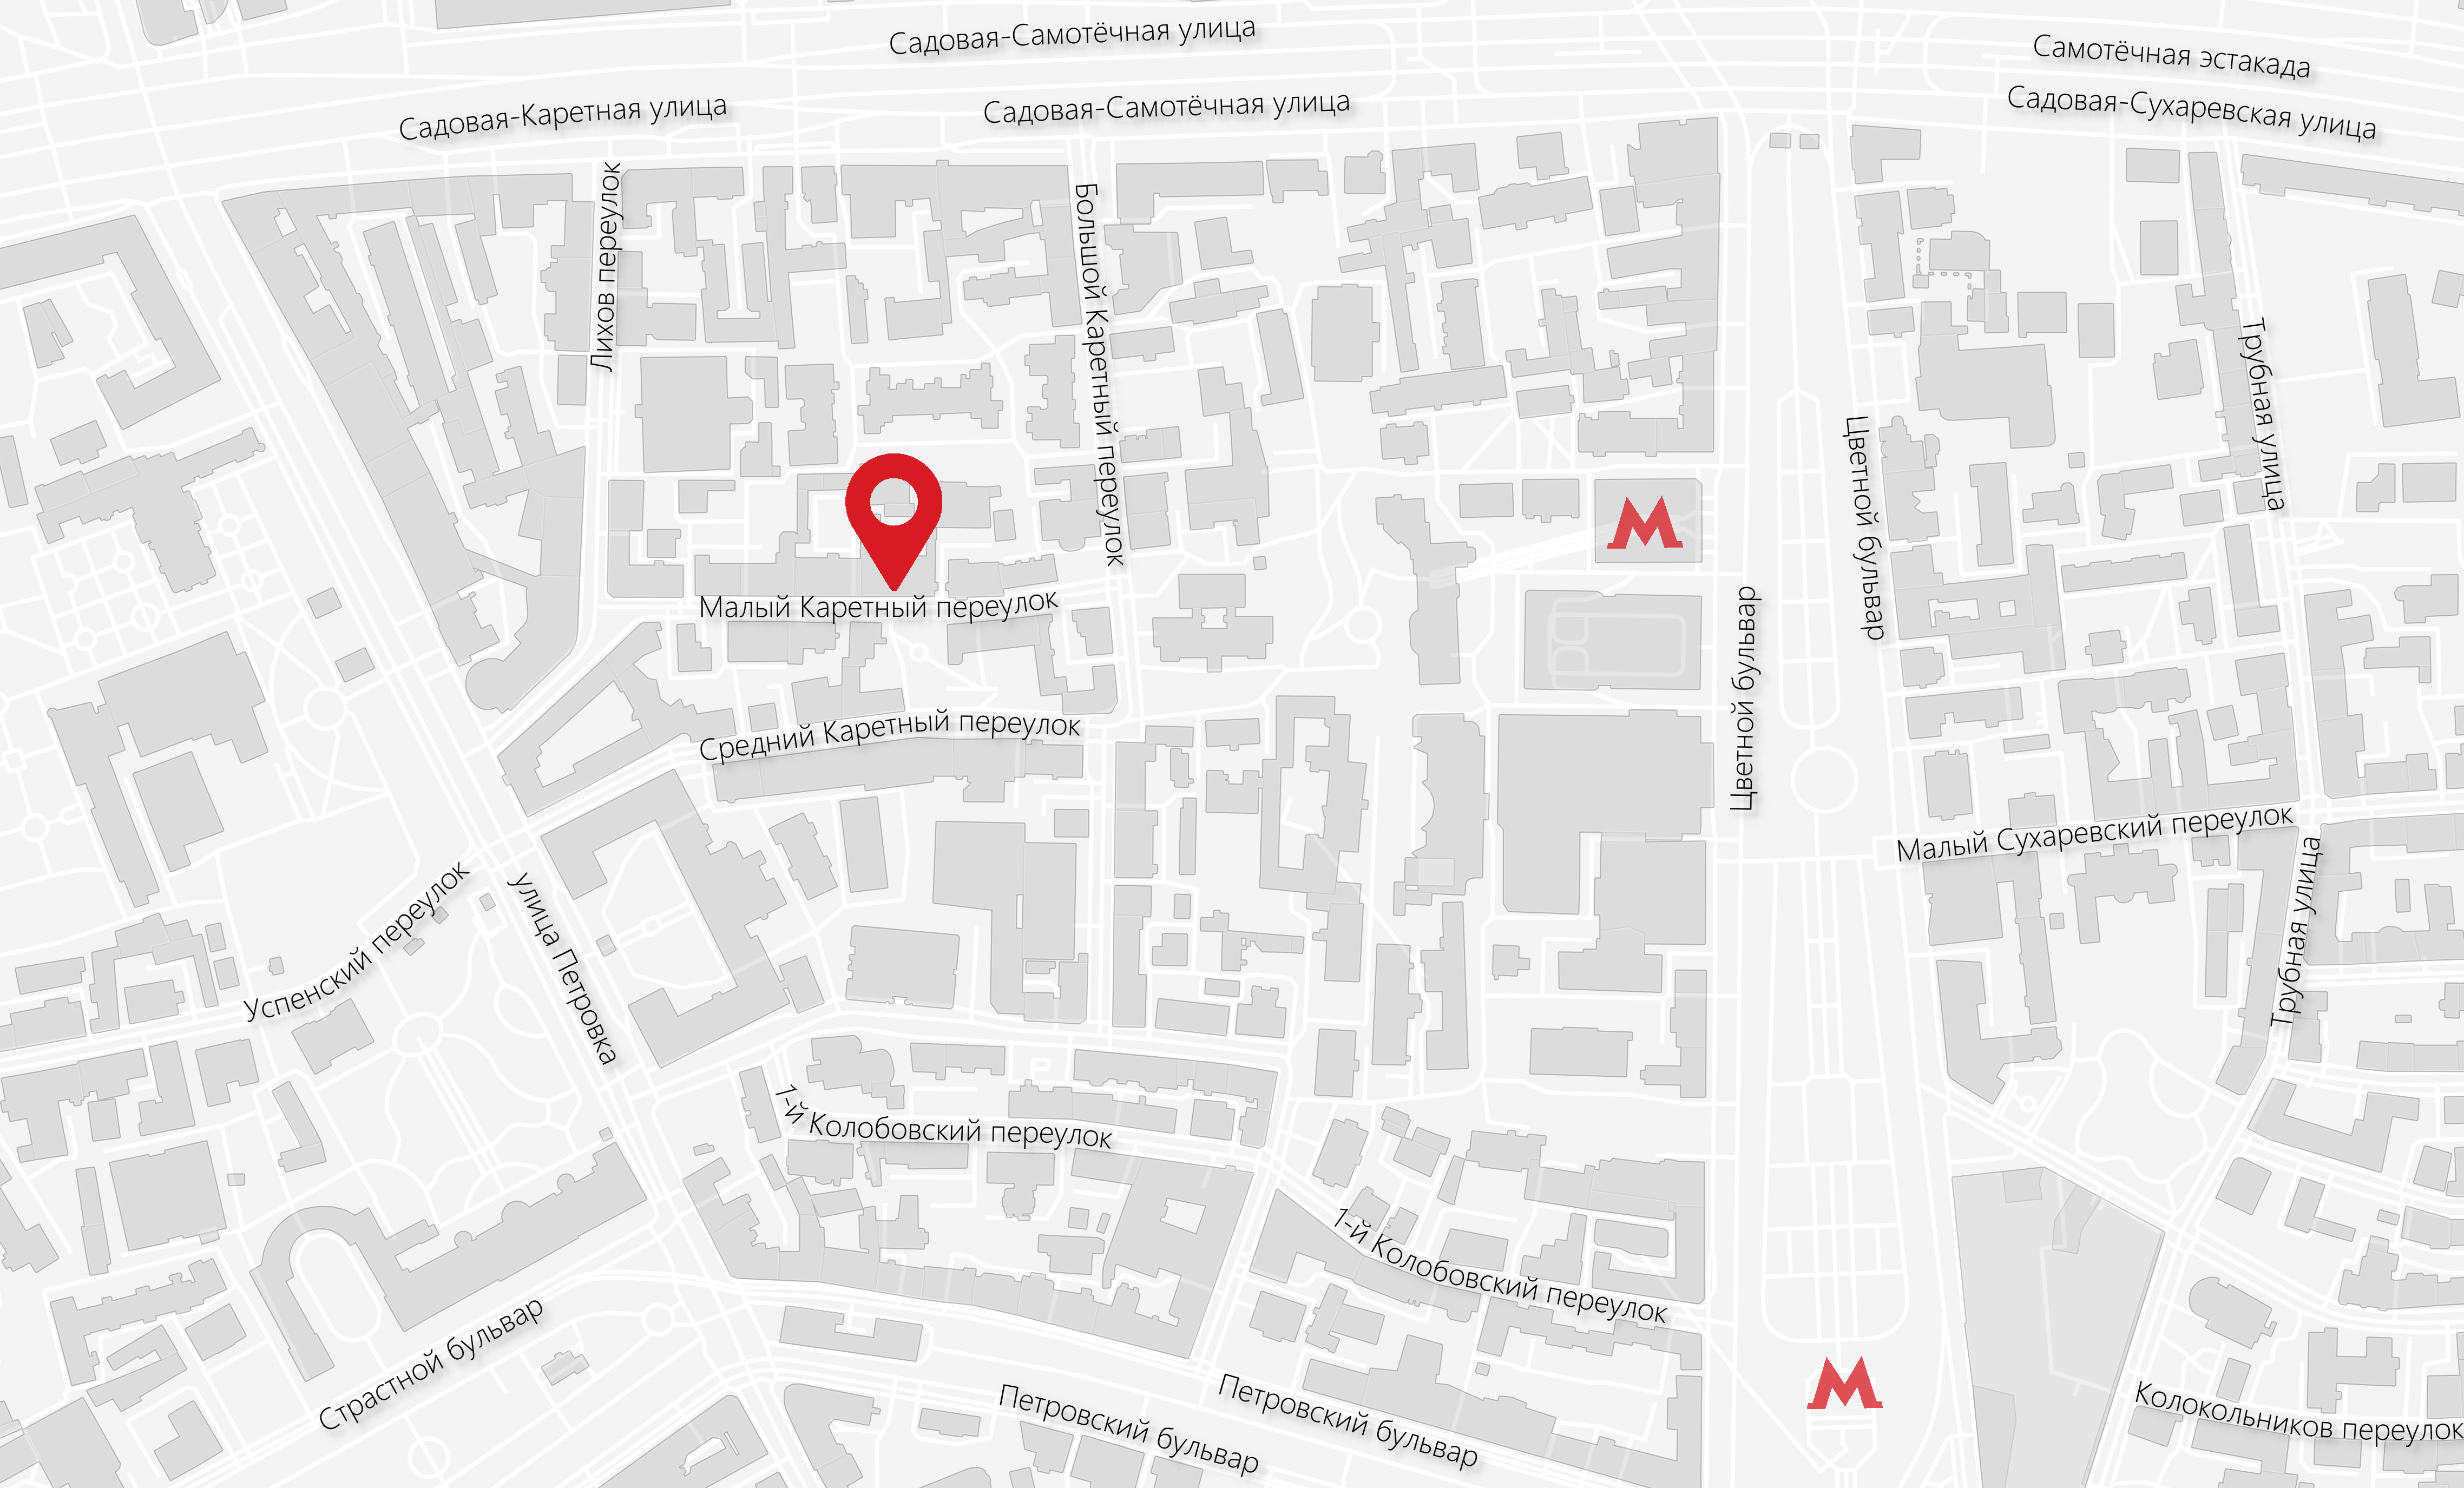 Садовая-Самотёчная улица
Самотёчная эстакада
Садовая-Каретная улица
Садовая-Самотёчная улица
Садовая-Сухаревская улица
Лихов переулок
Большой Каретный переулок
Трубная улица
Цветной бульвар
М
Малый Каретный переулок
Цветной бульвар
Средний Каретный переулок
Малый Сухаревский переулок
Успенский переулок
улица Петровка
Трубная улица
1-й Колобовский переулок
1-й Колобовский переулок
Страстной бульвар
Петровский бульвар
Петровский бульвар
М
Колокольников переулок